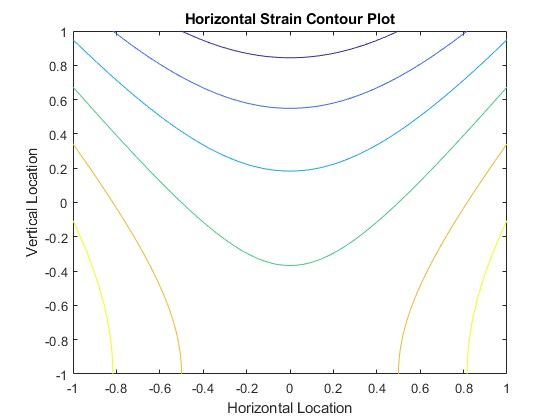 Horizontal Strain Contour Plot
1
0.8
0.6
0.4
0.2
0
-0.2
-0.4
-0.6
-0.8
-1
Vertical Location
-1 -0.8 -0.6 -0.4 -0.2 0 0.2 0.4 0.6 0.8 1
Horizontal Location